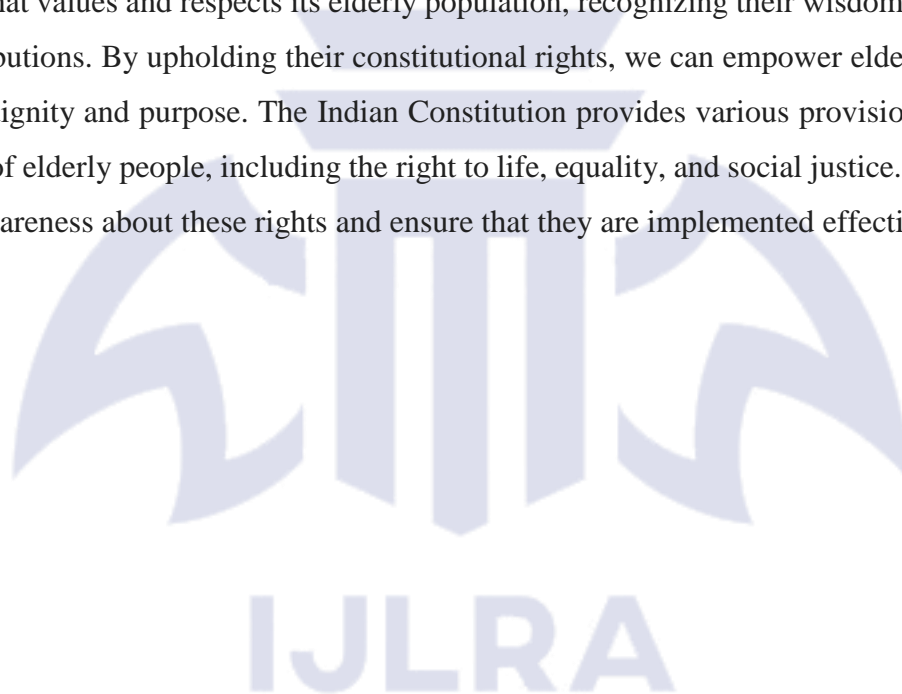 hat values and respects its elderly population, recognizing their wisdom
butions. By upholding their constitutional rights, we can empower elde
ignity and purpose. The Indian Constitution provides various provisio
of elderly people, including the right to life, equality, and social justice.
areness about these rights and ensure that they are implemented effecti
IJLRA